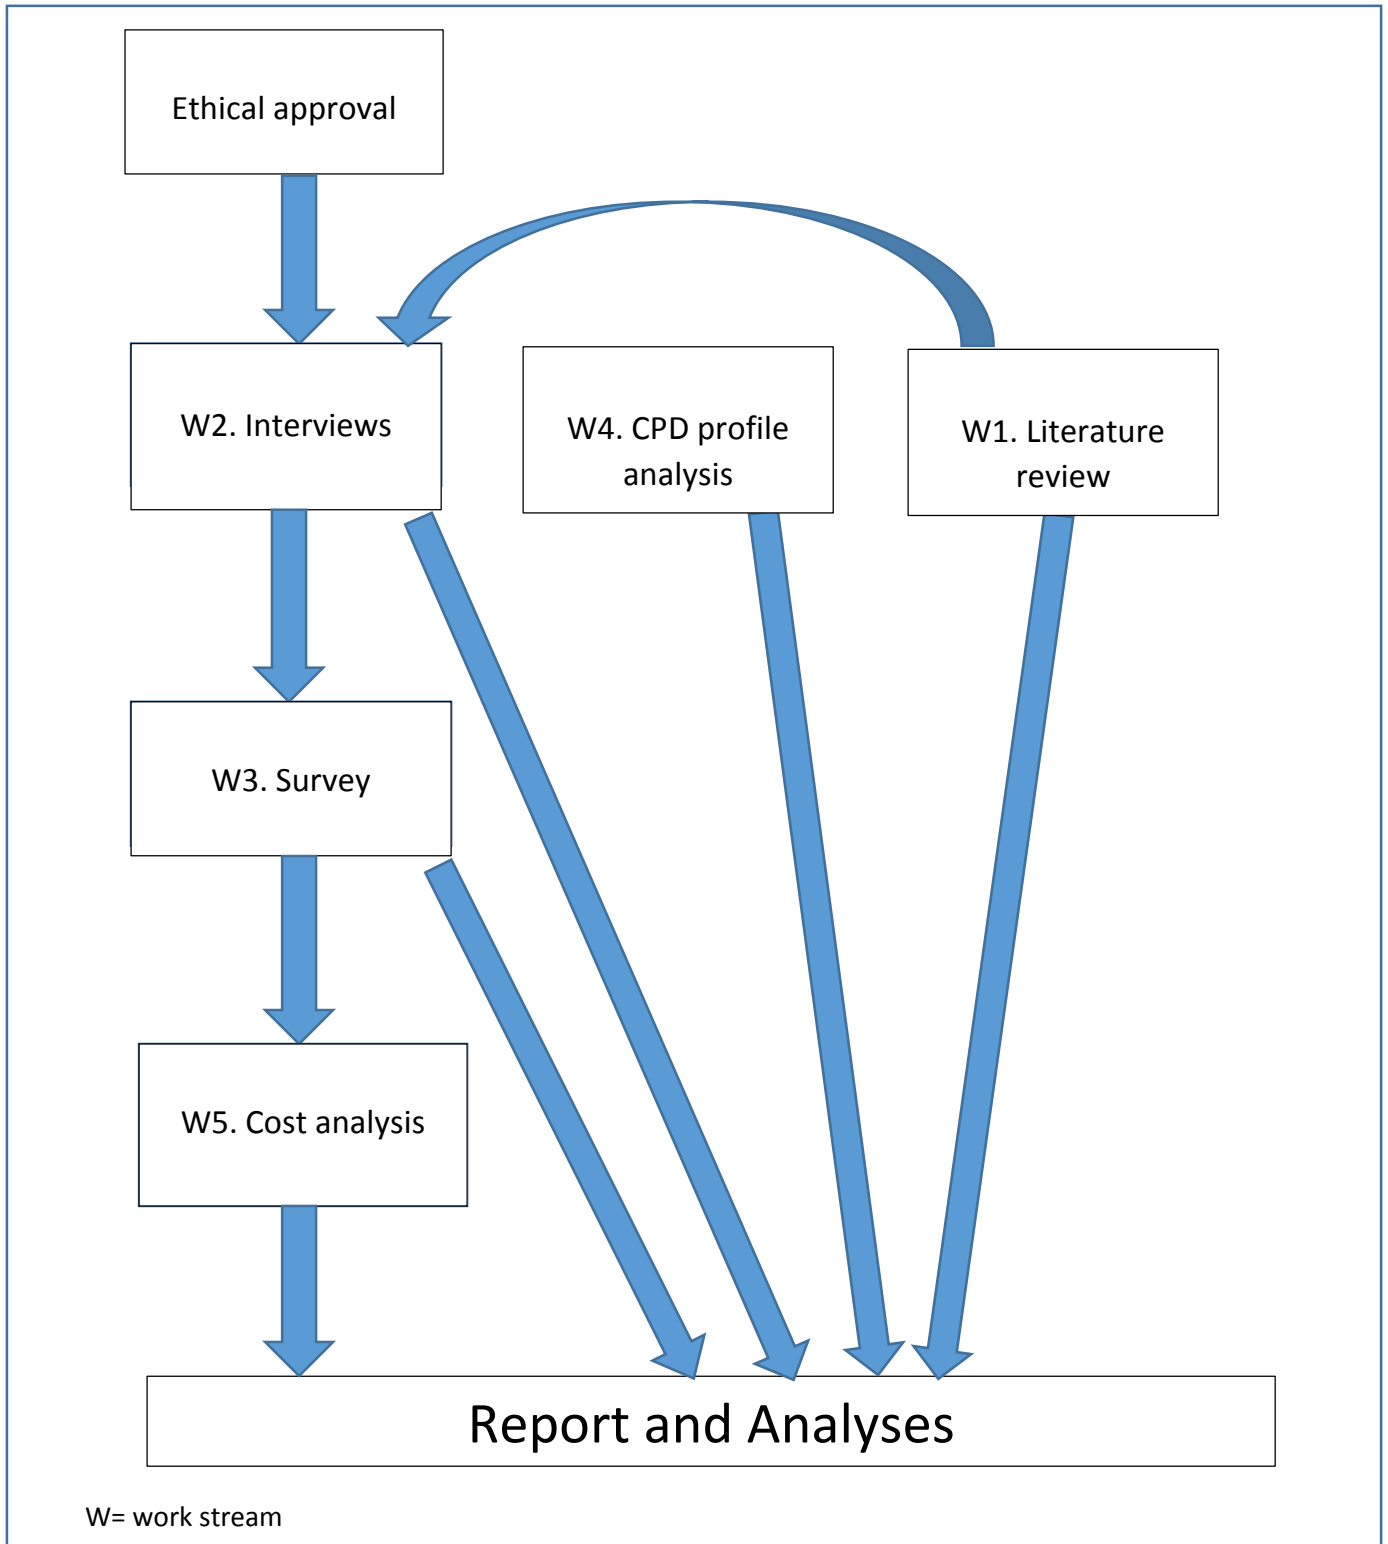 Ethical approval
W2. Interviews
W4. CPD profile
analysis
W1. Literature
review
W3. Survey
W5. Cost analysis
Report and Analyses
W= work stream